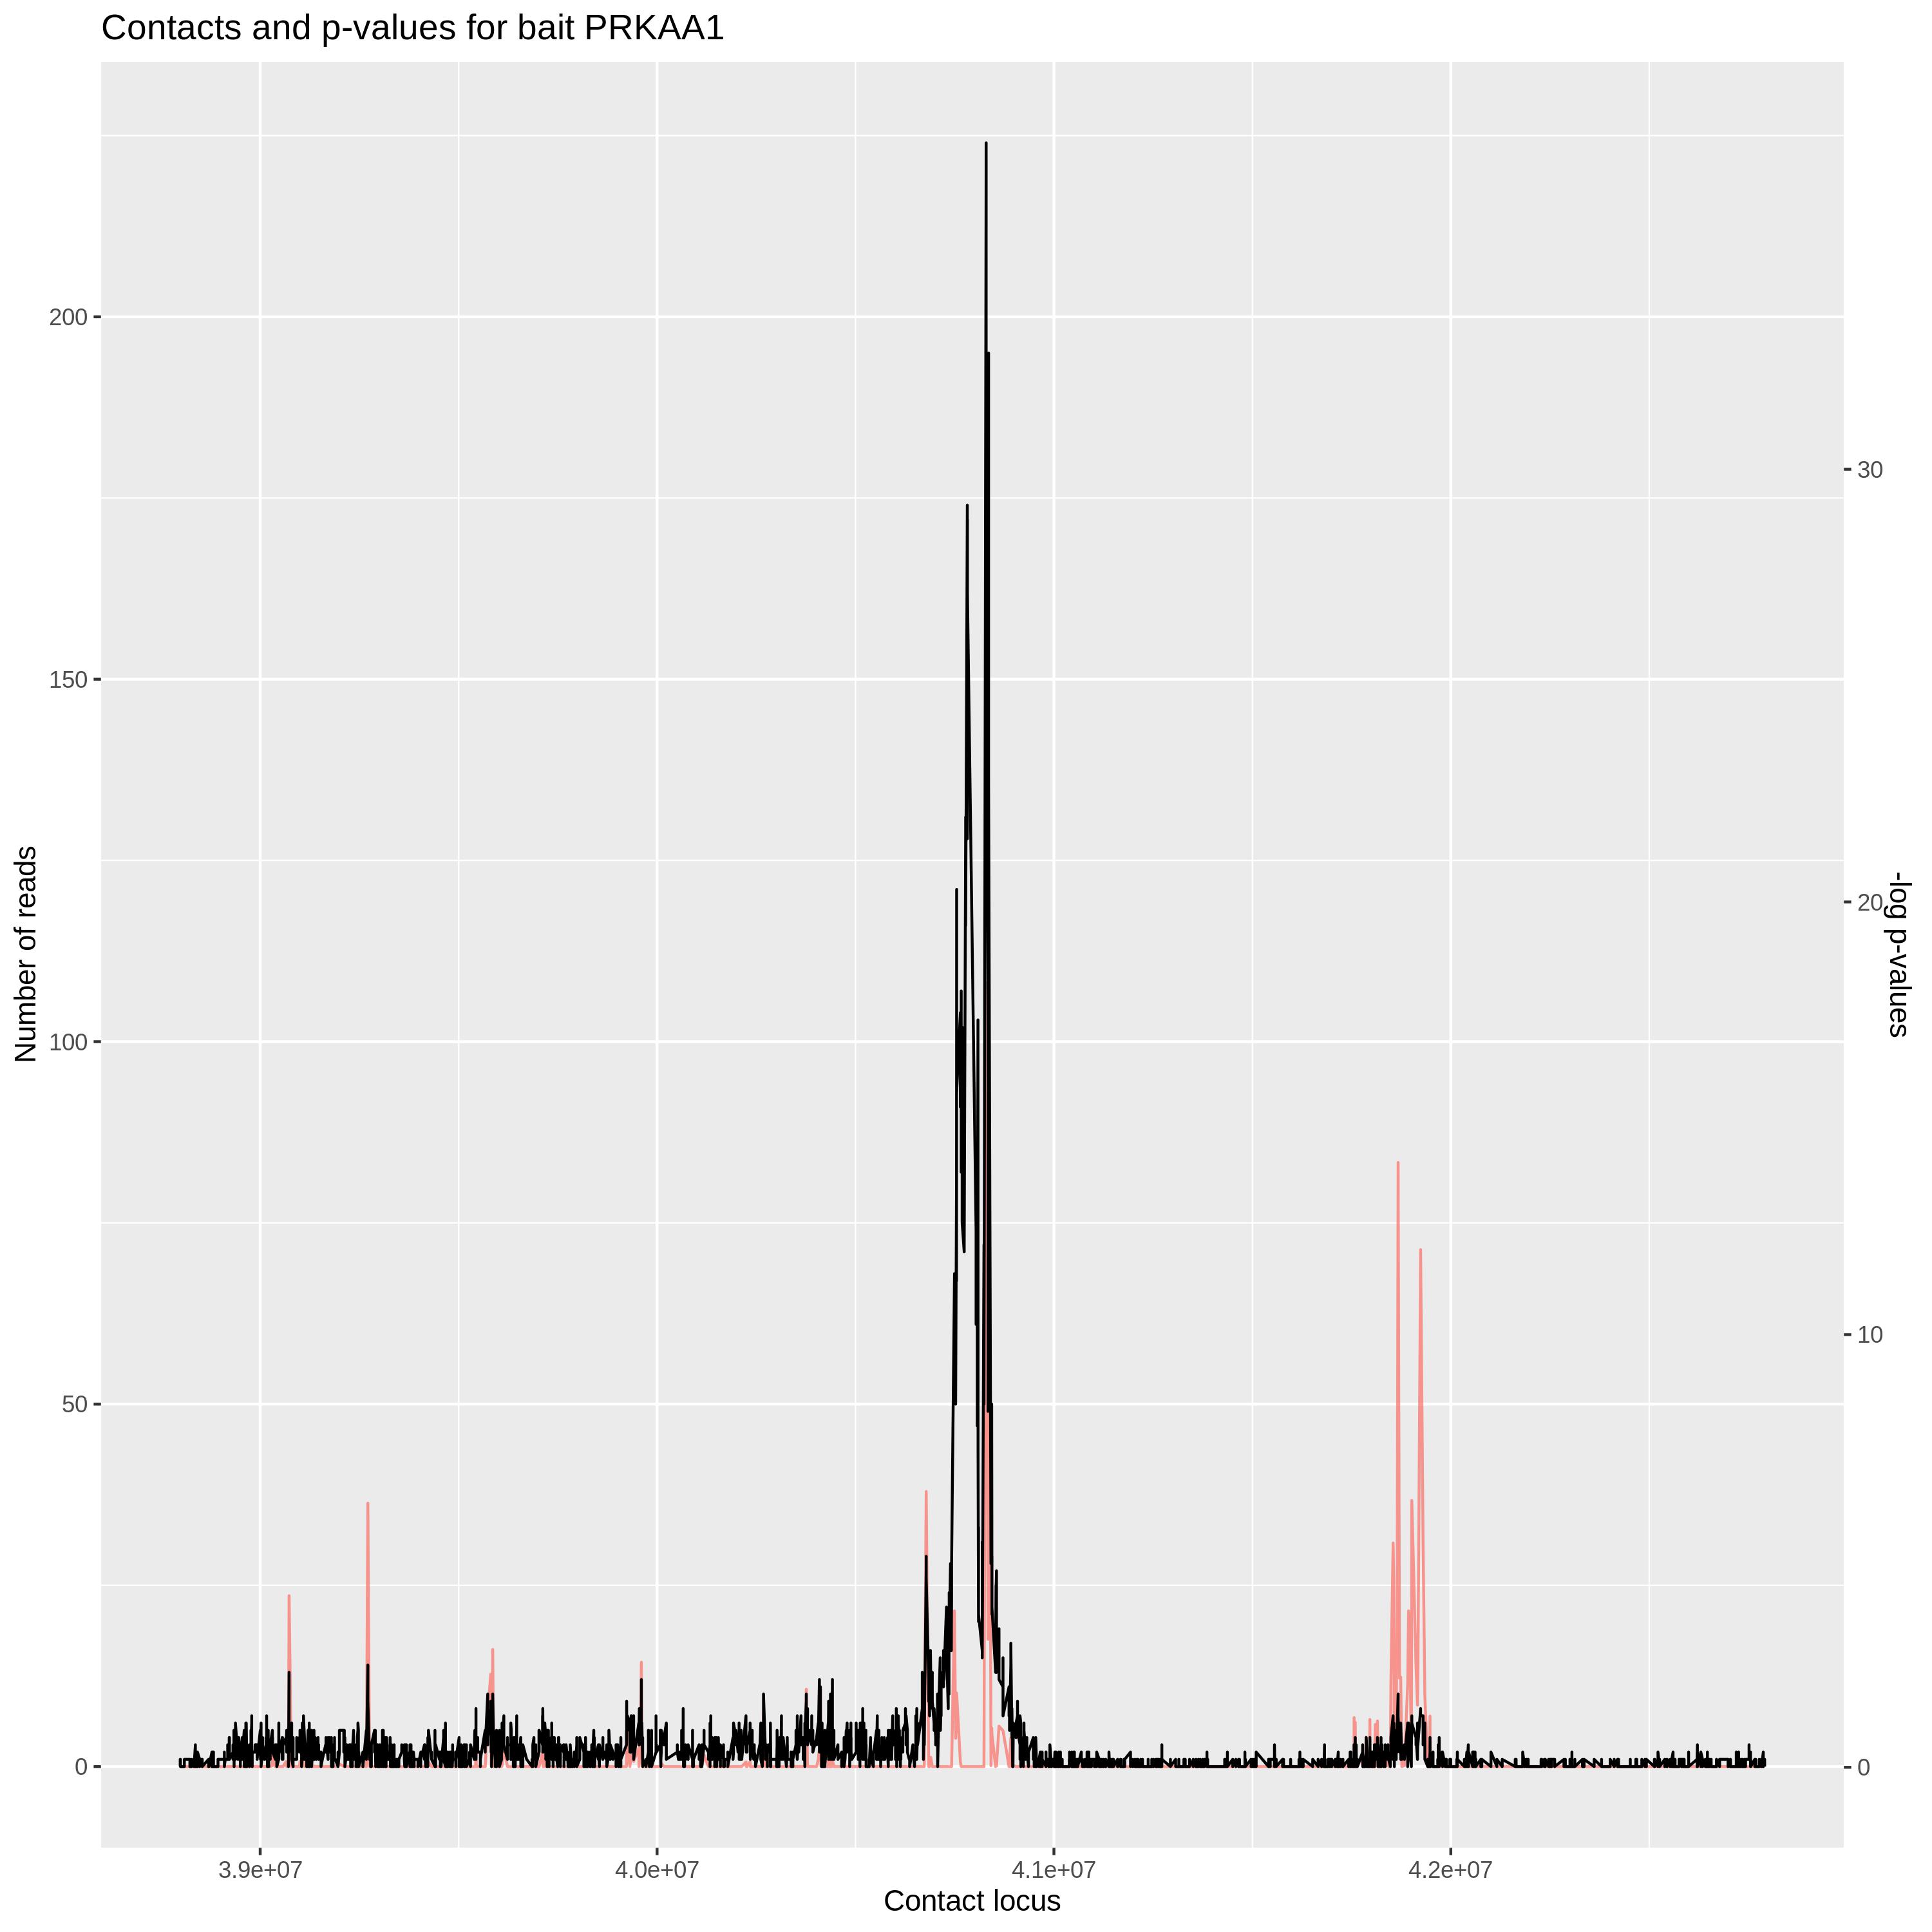 Contacts and p-values for bait PRKAA1
200
150
100
50
0
Number of reads
30
20
10
0
-log p-values
3.9e+07
4.0e+07
4.1e+07
4.2e+07
Contact locus